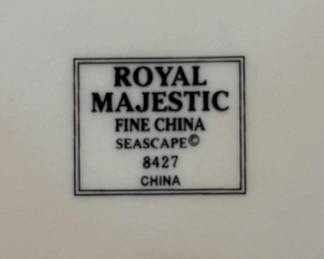 ROYAL
MAJESTIC
FINE CHINA
SEASCAPE©
8427
CHINA